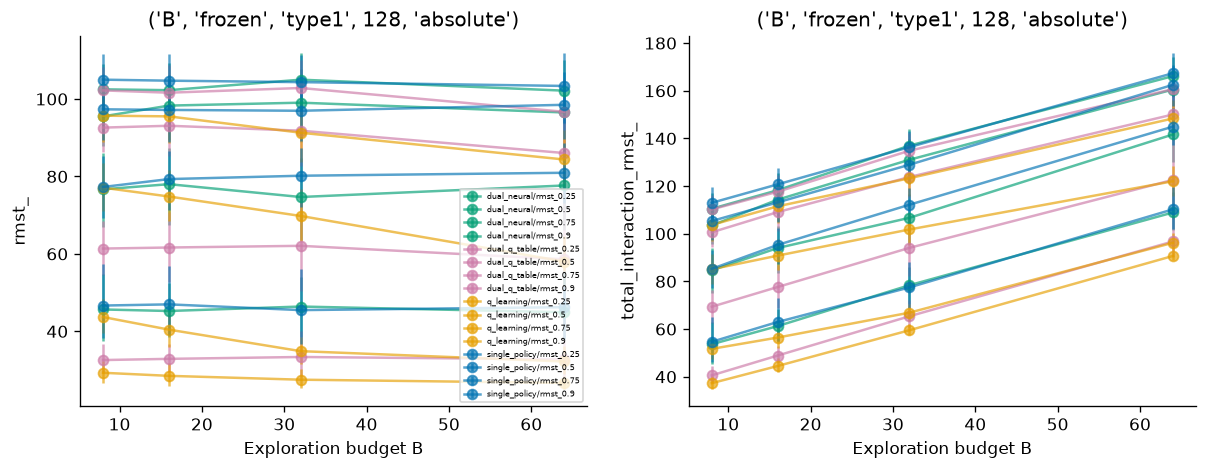 ('B', 'frozen', 'type1', 128, 'absolute')
rmst_
100
80
60
40
10
20
30
40
50
60
Exploration budget B
dual_neural/rmst_0.25
dual_neural/rmst_0.5
dual_neural/rmst_0.75
dual_neural/rmst_0.9
dual_q_table/rmst_0.25
dual_q_table/rmst_0.5
dual_q_table/rmst_0.75
dual_q_table/rmst_0.9
q_learning/rmst_0.25
q_learning/rmst_0.5
q_learning/rmst_0.75
q_learning/rmst_0.9
single_policy/rmst_0.25
single_policy/rmst_0.5
single_policy/rmst_0.75
single_policy/rmst_0.9
('B', 'frozen', 'type1', 128, 'absolute')
total_interaction_rmst_
180
160
140
120
100
80
60
40
10
20
30
40
50
60
Exploration budget B